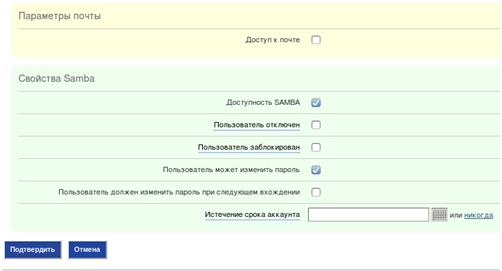 Параметры почты
Доступ к почте
Свойства Samba
Доступность SAMBA
Пользователь отключен
Пользователь заблокирован
Пользователь может изменить пароль
Пользователь должен изменить пароль при следующем вхождении
Истечение срока аккаунта или никогда
Подтвердить Отмена